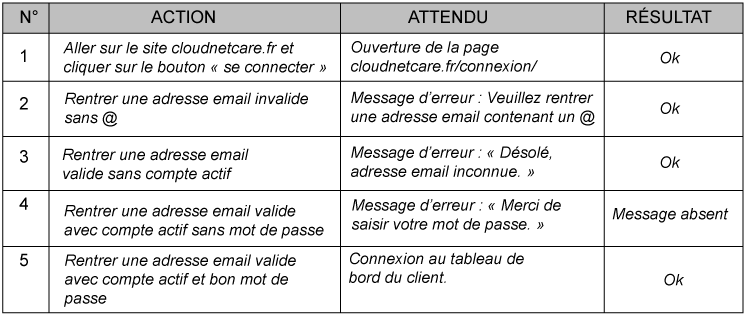 N° ACTION ATTENDU RÉSULTAT
1 Aller sur le site cloudnetcare.fr et Ouverture de la page
cliquer sur le bouton « se connecter » cloudnetcare.fr/connexion/ Ok
2 Rentrer une adresse email invalide Message d'erreur : Veuillez rentrer
sans @ une adresse email contenant un @ Ok
3 Rentrer une adresse email Message d'erreur : « Désolé,
valide sans compte actif adresse email inconnue. » Ok
4 Rentrer une adresse email valide Message d'erreur : « Merci de
avec compte actif sans mot de passe saisir votre mot de passe. » Message absent
5 Rentrer une adresse email valide Connexion au tableau de
avec compte actif et bon mot de bord du client. Ok
passe